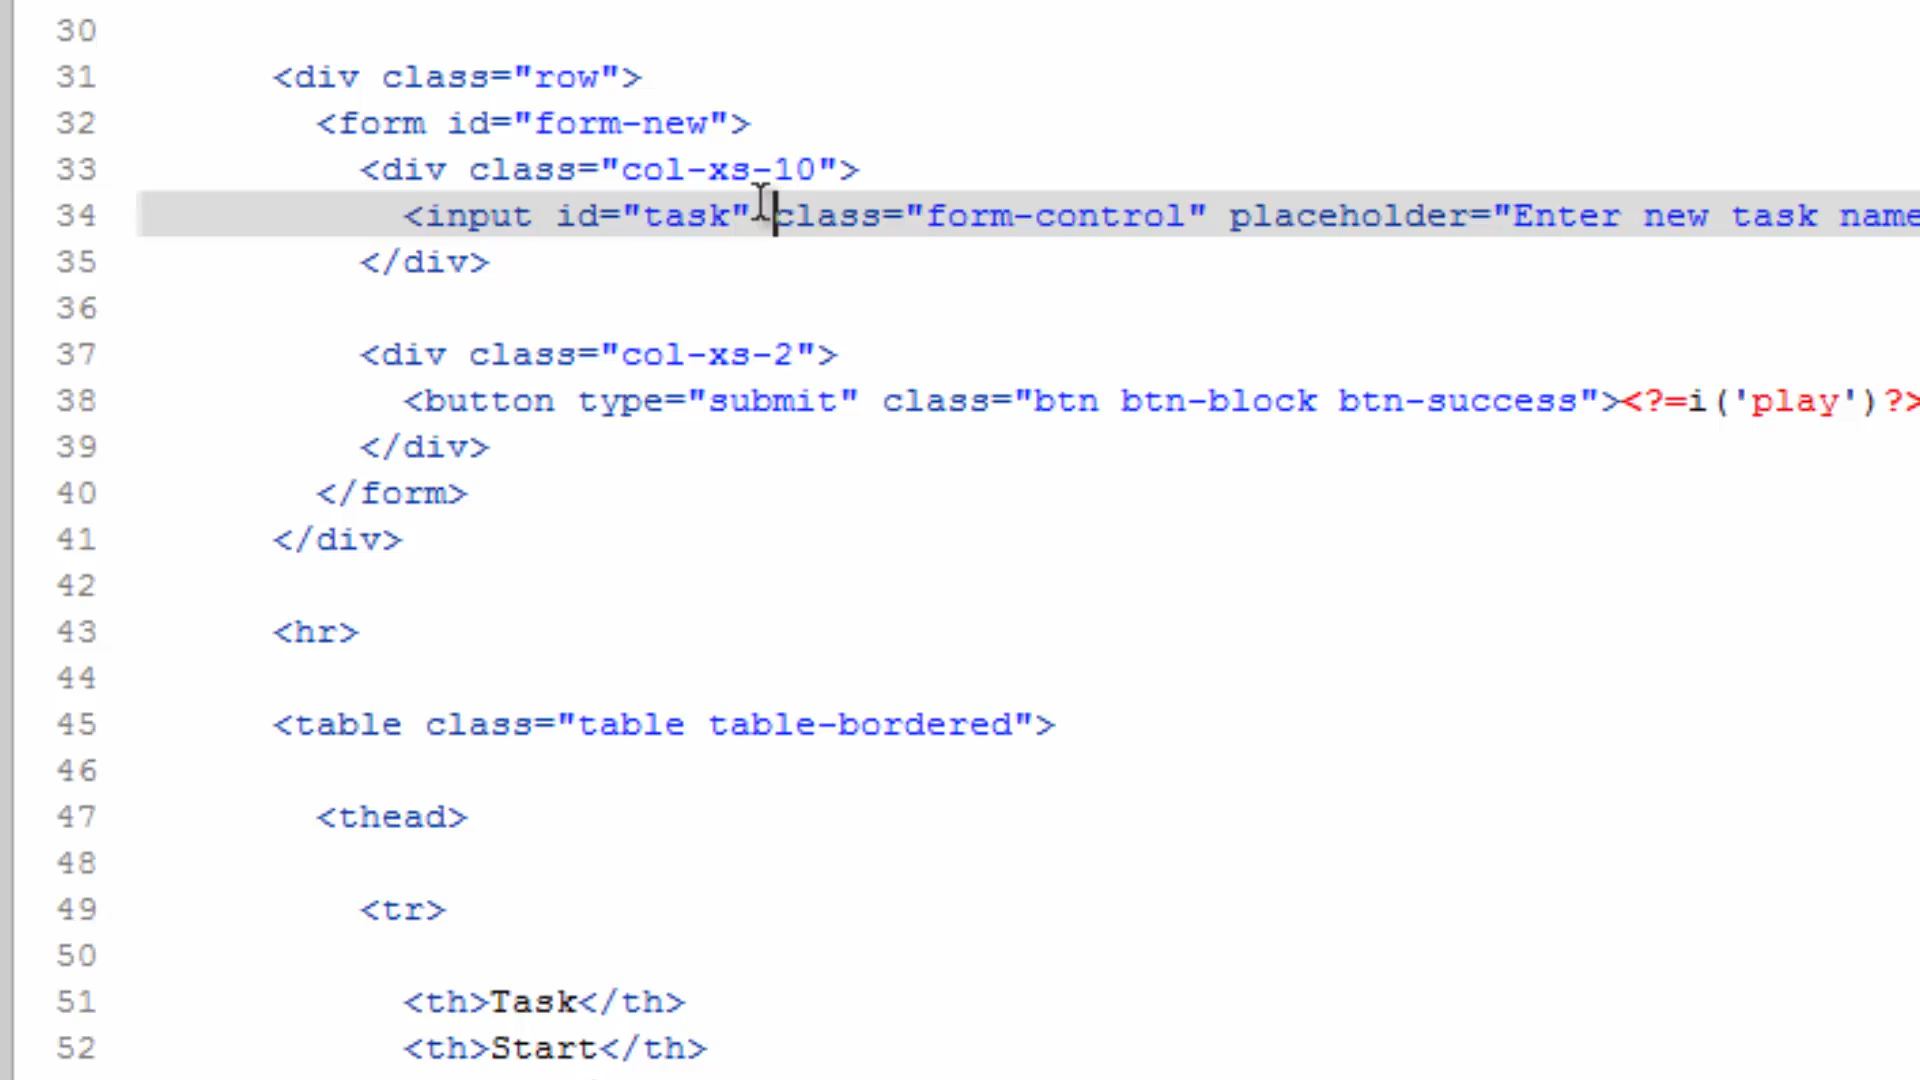 30
31 <div class="row">
32 <form id="form-new">
33 <div class="col-xs-10">
34 <input id="task" class="form-control" placeholder="Enter new task name
35 </div>
36
37 <div class="col-xs-2">
38 <button type="submit" class="btn btn-block btn-success"><?=i('play')?>
39 </div>
40 </form>
41 </div>
42
43 <hr>
44
45 <table class="table table-bordered">
46
47 <thead>
48
49 <tr>
50
51 <th>Task</th>
52 <th>Start</th>